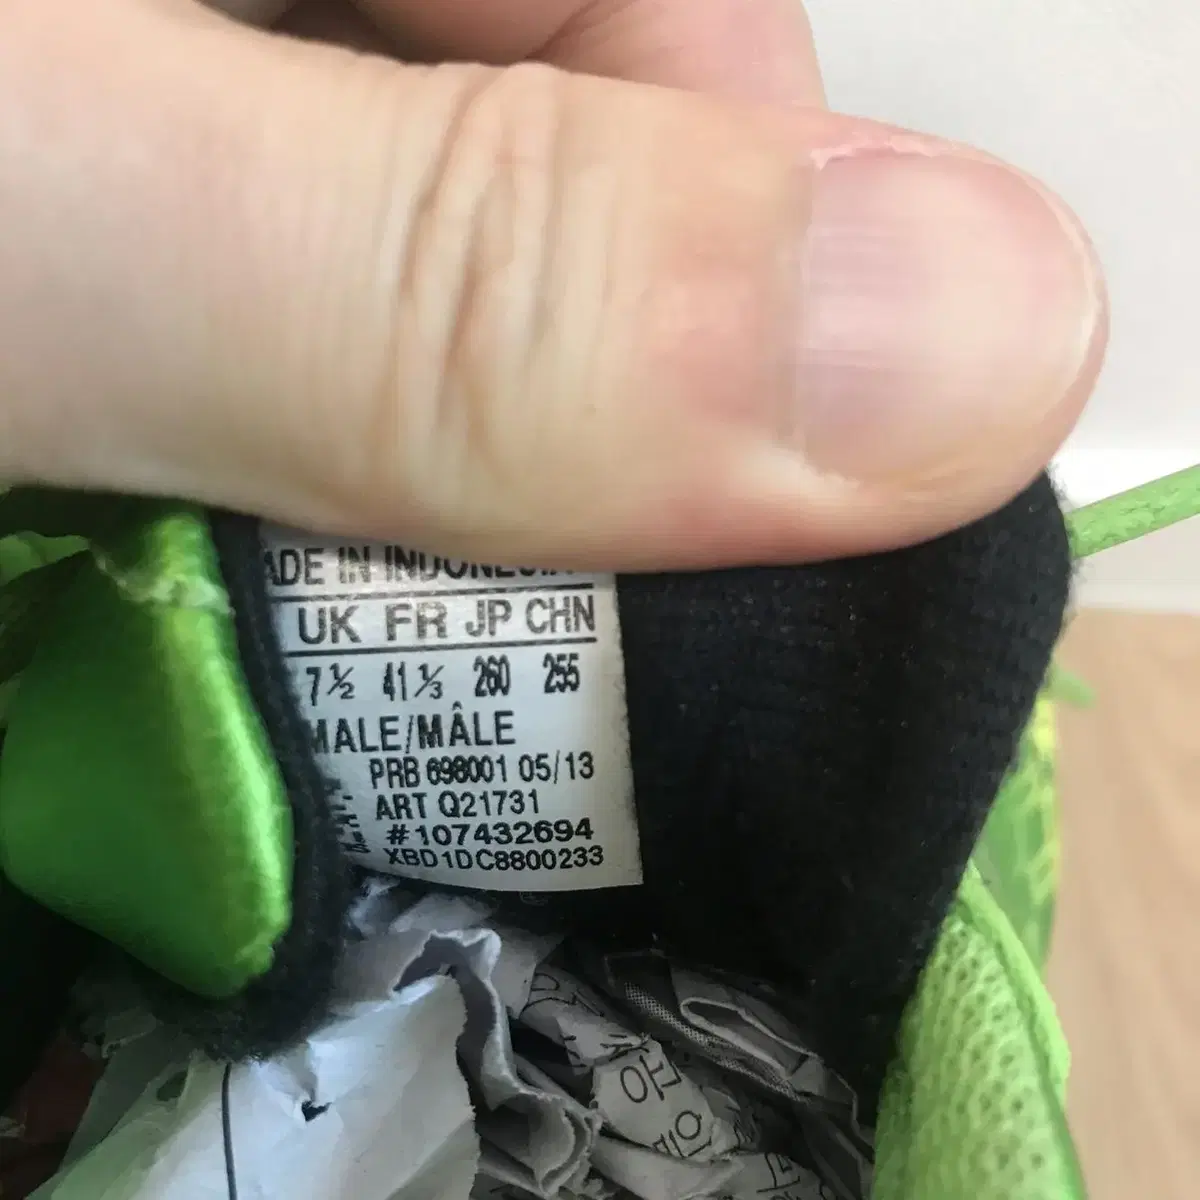 ADE IN INDONESIA
UK FR JP CHN
7½ 41⅓ 260 255
MALE/MÂLE
PRB 698001 05/13
ART Q21731
#107432694
XBD1DC8800233